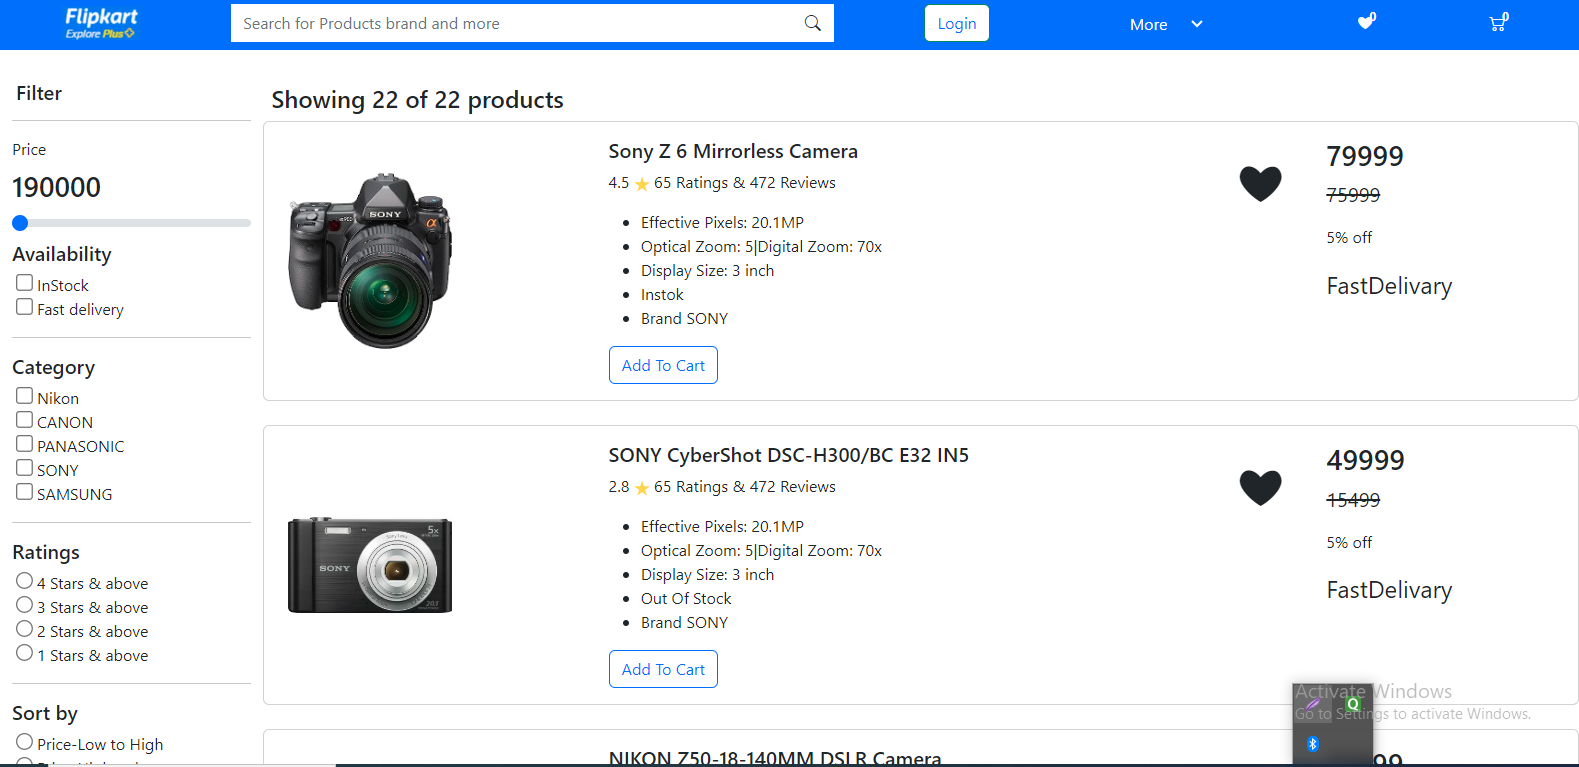 Flipkart
Explore Plus
Search for Products brand and more
Login
More
0
0
Filter
Price
190000
Availability
InStock
Fast delivery
Category
Nikon
CANON
PANASONIC
SONY
SAMSUNG
Ratings
4 Stars & above
3 Stars & above
2 Stars & above
1 Stars & above
Sort by
Price-Low to High
Showing 22 of 22 products
SONY
α
Sony Z 6 Mirrorless Camera
4.5 ⭐ 65 Ratings & 472 Reviews
• Effective Pixels: 20.1MP
• Optical Zoom: 5|Digital Zoom: 70x
• Display Size: 3 inch
• Instok
• Brand SONY
Add To Cart
79999
75999
5% off
FastDelivary
SONY
5x
20.1
SONY CyberShot DSC-H300/BC E32 IN5
2.8 ⭐ 65 Ratings & 472 Reviews
• Effective Pixels: 20.1MP
• Optical Zoom: 5|Digital Zoom: 70x
• Display Size: 3 inch
• Out Of Stock
• Brand SONY
Add To Cart
49999
15499
5% off
FastDelivary
NIKON Z50-18-140MM DSLR Camera
Activate Windows
Go to Settings to activate Windows.
Q